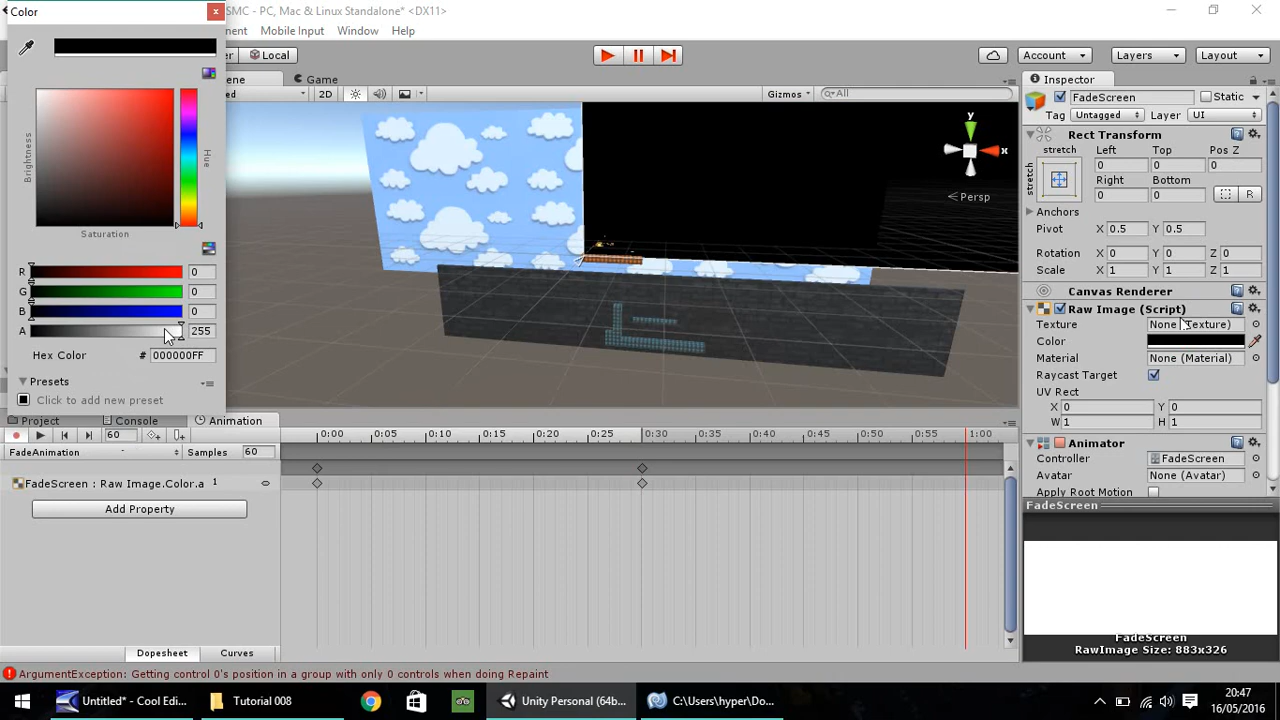 Color
SMC - PC, Mac & Linux Standalone* <DX11>
Mobile Input Window Help
Local
Account
Layers
Layout
Game
2D
Gizmos
All
y
x
Persp
Brightness
Hue
Saturation
R 0
G 0
B 0
A 255
Hex Color # 000000FF
Presets
Click to add new preset
Inspector
FadeScreen Static
Tag Untagged Layer UI
Rect Transform
stretch Left Top Pos Z
stretch 0 0 0
Right Bottom
0 0 R
Anchors
Pivot X 0.5 Y 0.5
Rotation X 0 Y 0 Z 0
Scale X 1 Y 1 Z 1
Canvas Renderer
Raw Image (Script)
Texture None (Texture)
Color
Material None (Material)
Raycast Target
UV Rect
X 0 Y 0
W 1 H 1
Animator
Controller FadeScreen
Avatar None (Avatar)
Apply Root Motion
FadeScreen
FadeScreen
RawImage Size: 883x326
Project Console Animation
60
FadeAnimation Samples 60
0:00 0:05 0:10 0:15 0:20 0:25 0:30 0:35 0:40 0:45 0:50 0:55 1:00
FadeScreen : Raw Image.Color.a 1
Add Property
Dopesheet Curves
ArgumentException: Getting control 0's position in a group with only 0 controls when doing Repaint
Untitled* - Cool Edi...
Tutorial 008
Unity Personal (64b...
C:\Users\hyper\Do...
20:47
16/05/2016